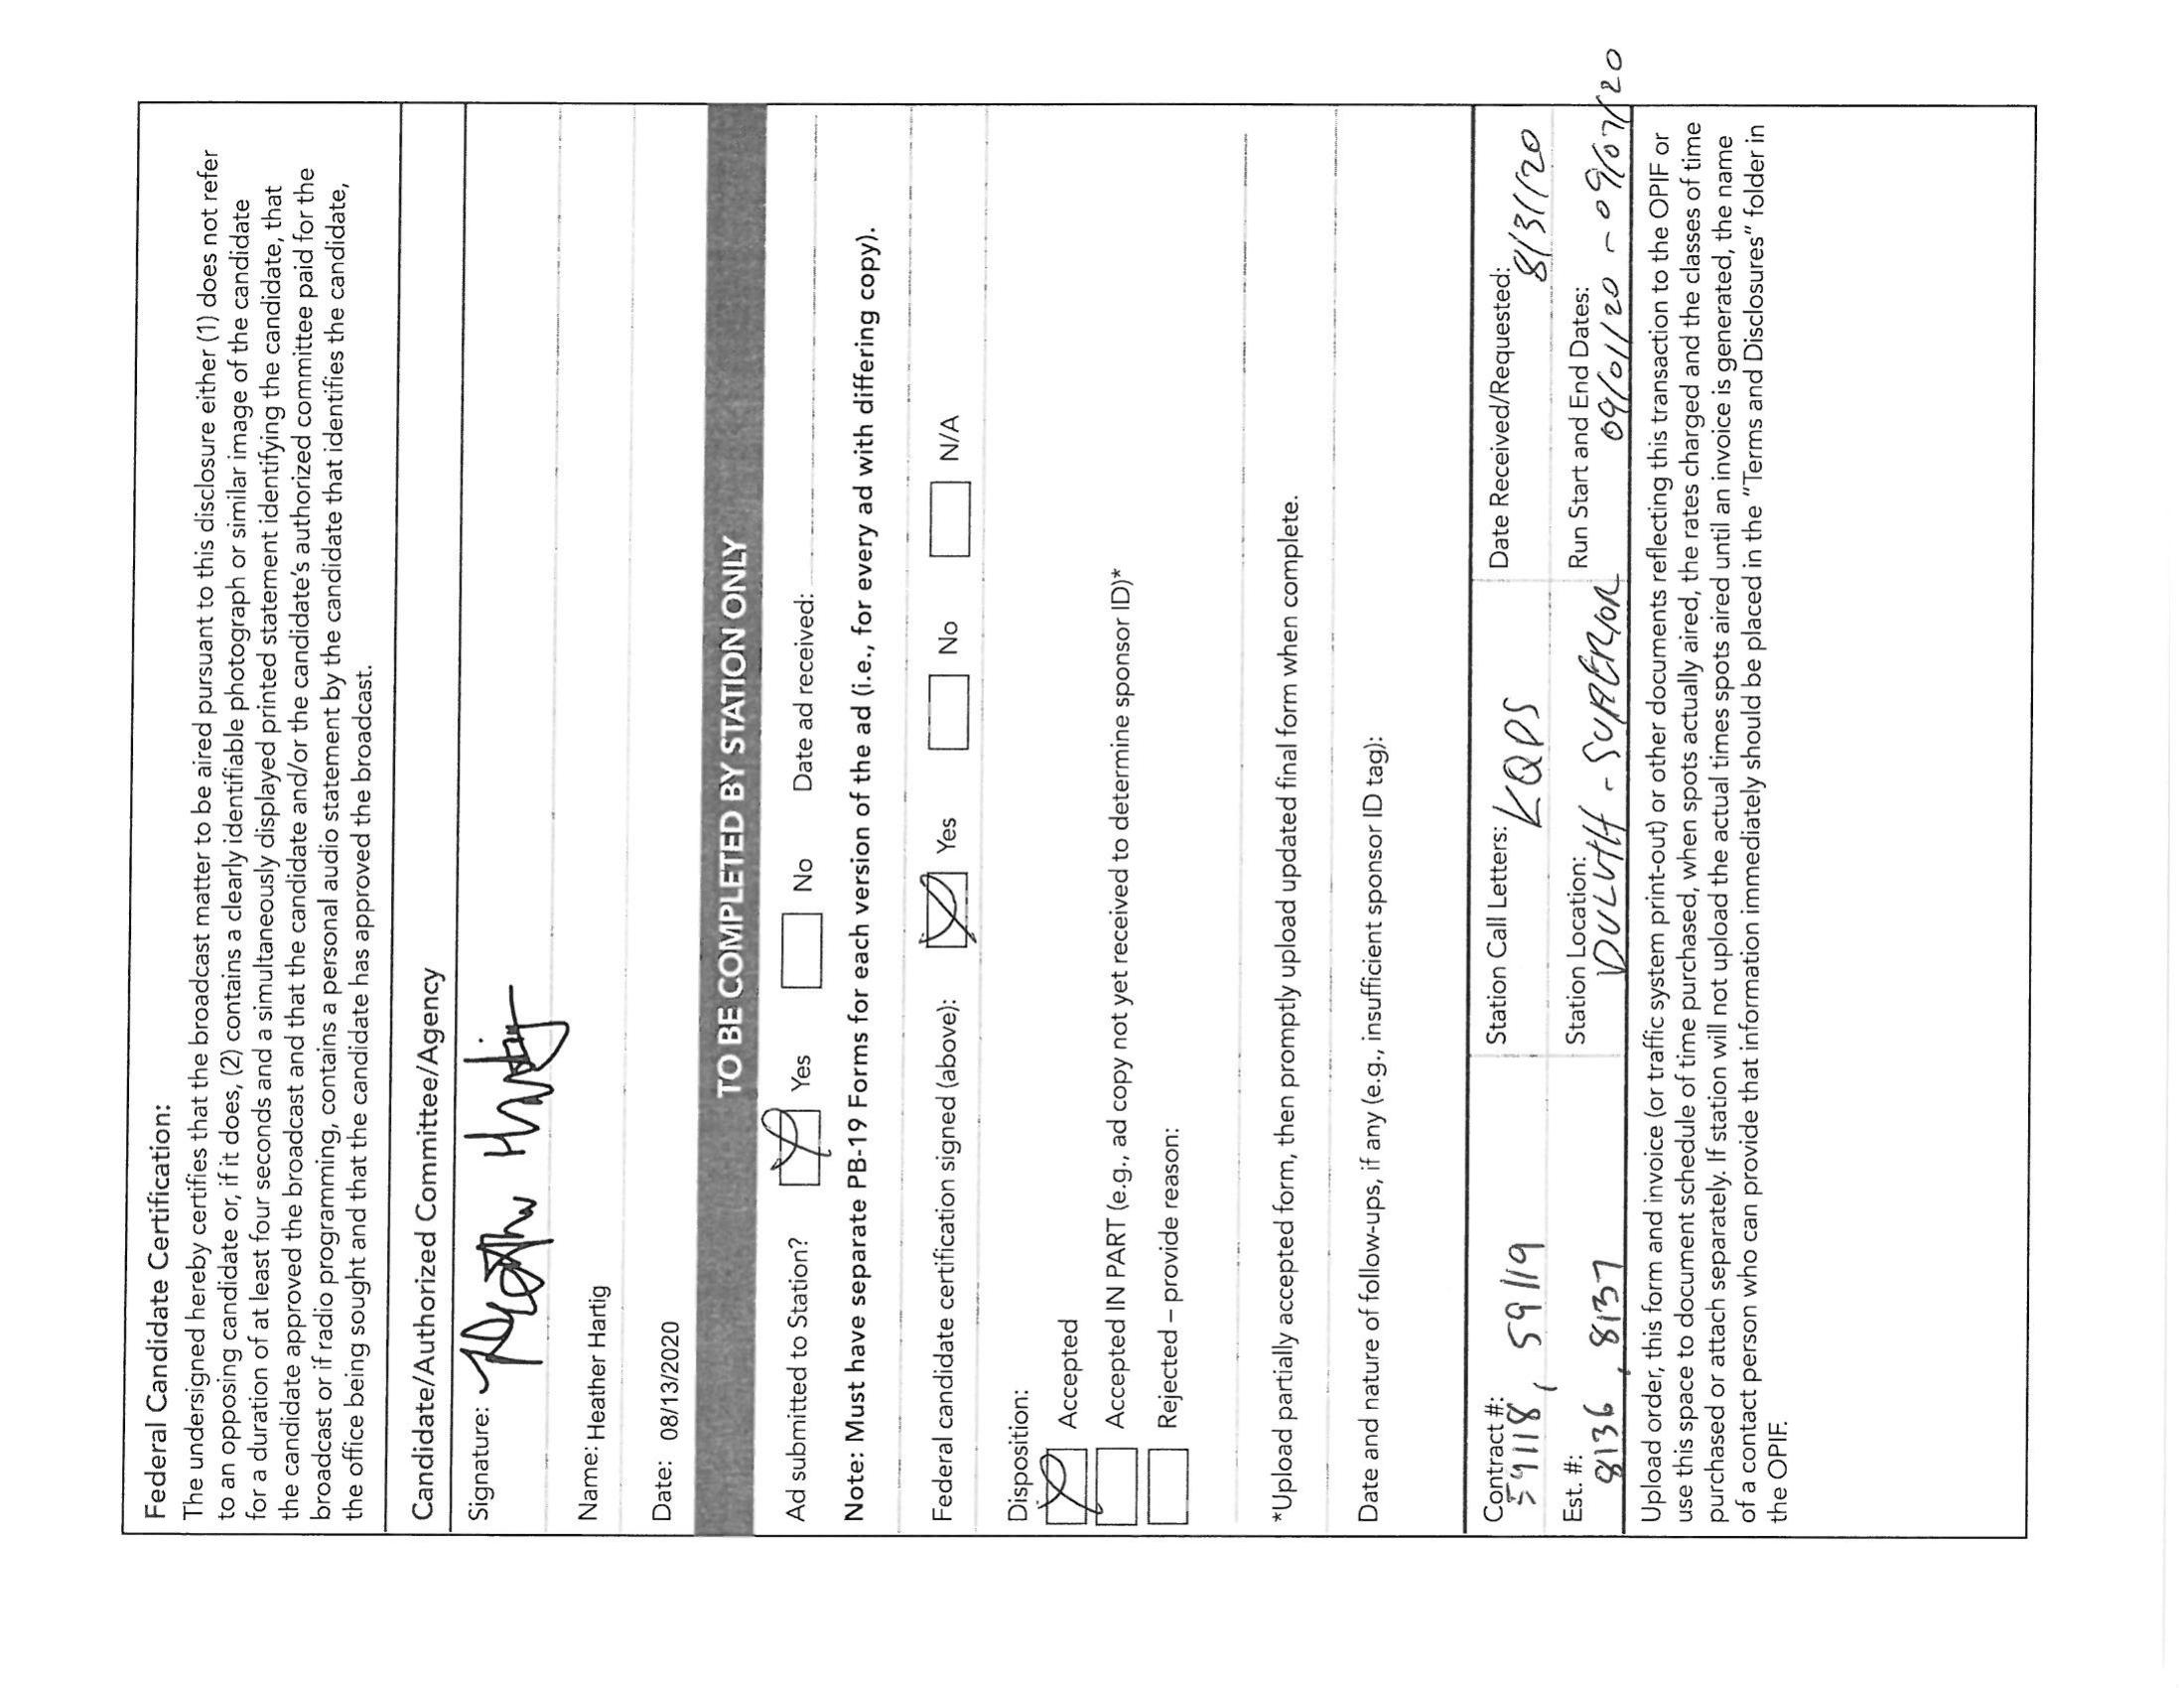 Federal Candidate Certification:
The undersigned hereby certifies that the broadcast matter to be aired pursuant to this disclosure either (1) does not refer
to an opposing candidate or, if it does, (2) contains a clearly identifiable photograph or similar image of the candidate
for a duration of at least four seconds and a simultaneously displayed printed statement identifying the candidate, that
the candidate approved the broadcast and that the candidate and/or the candidate's authorized committee paid for the
broadcast or if radio programming, contains a personal audio statement by the candidate that identifies the candidate,
the office being sought and that the candidate has approved the broadcast.
Candidate/Authorized Committee/Agency
Signature: Heather Hartig
Name: Heather Hartig
Date: 08/13/2020
TO BE COMPLETED BY STATION ONLY
Ad submitted to Station? Yes No Date ad received:
Note: Must have separate PB-19 Forms for each version of the ad (i.e., for every ad with differing copy).
Federal candidate certification signed (above): Yes No N/A
Disposition:
Accepted
Accepted IN PART (e.g., ad copy not yet received to determine sponsor ID)*
Rejected – provide reason:
*Upload partially accepted form, then promptly upload updated final form when complete.
Date and nature of follow-ups, if any (e.g., insufficient sponsor ID tag):
Contract #: Station Call Letters: Date Received/Requested:
59118, 59119 KQDS 8/31/20
Est. #: Station Location: Run Start and End Dates:
8136, 8137 DULUTH - SUPERIOR 09/01/20 - 09/07/20
Upload order, this form and invoice (or traffic system print-out) or other documents reflecting this transaction to the OPIF or
use this space to document schedule of time purchased, when spots actually aired, the rates charged and the classes of time
purchased or attach separately. If station will not upload the actual times spots aired until an invoice is generated, the name
of a contact person who can provide that information immediately should be placed in the "Terms and Disclosures" folder in
the OPIF.